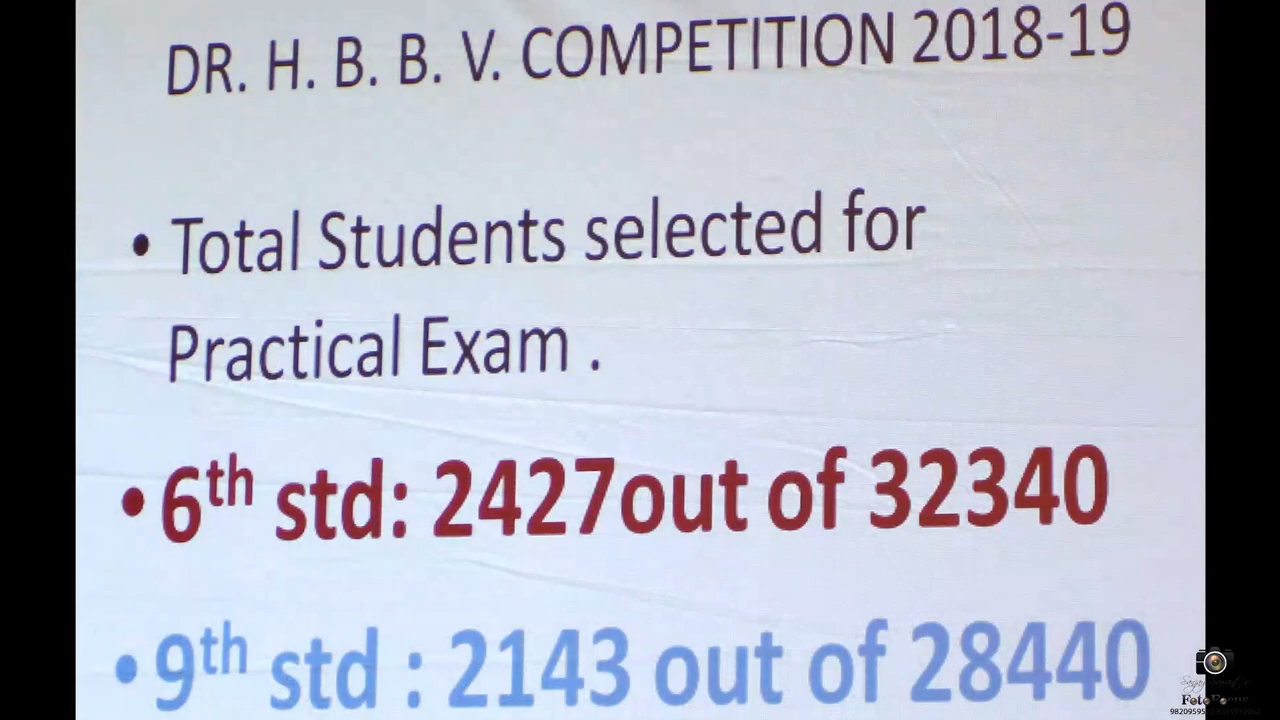 DR. H. B. B. V. COMPETITION 2018-19
• Total Students selected for
Practical Exam .
• 6th std: 2427out of 32340
• 9th std : 2143 out of 28440